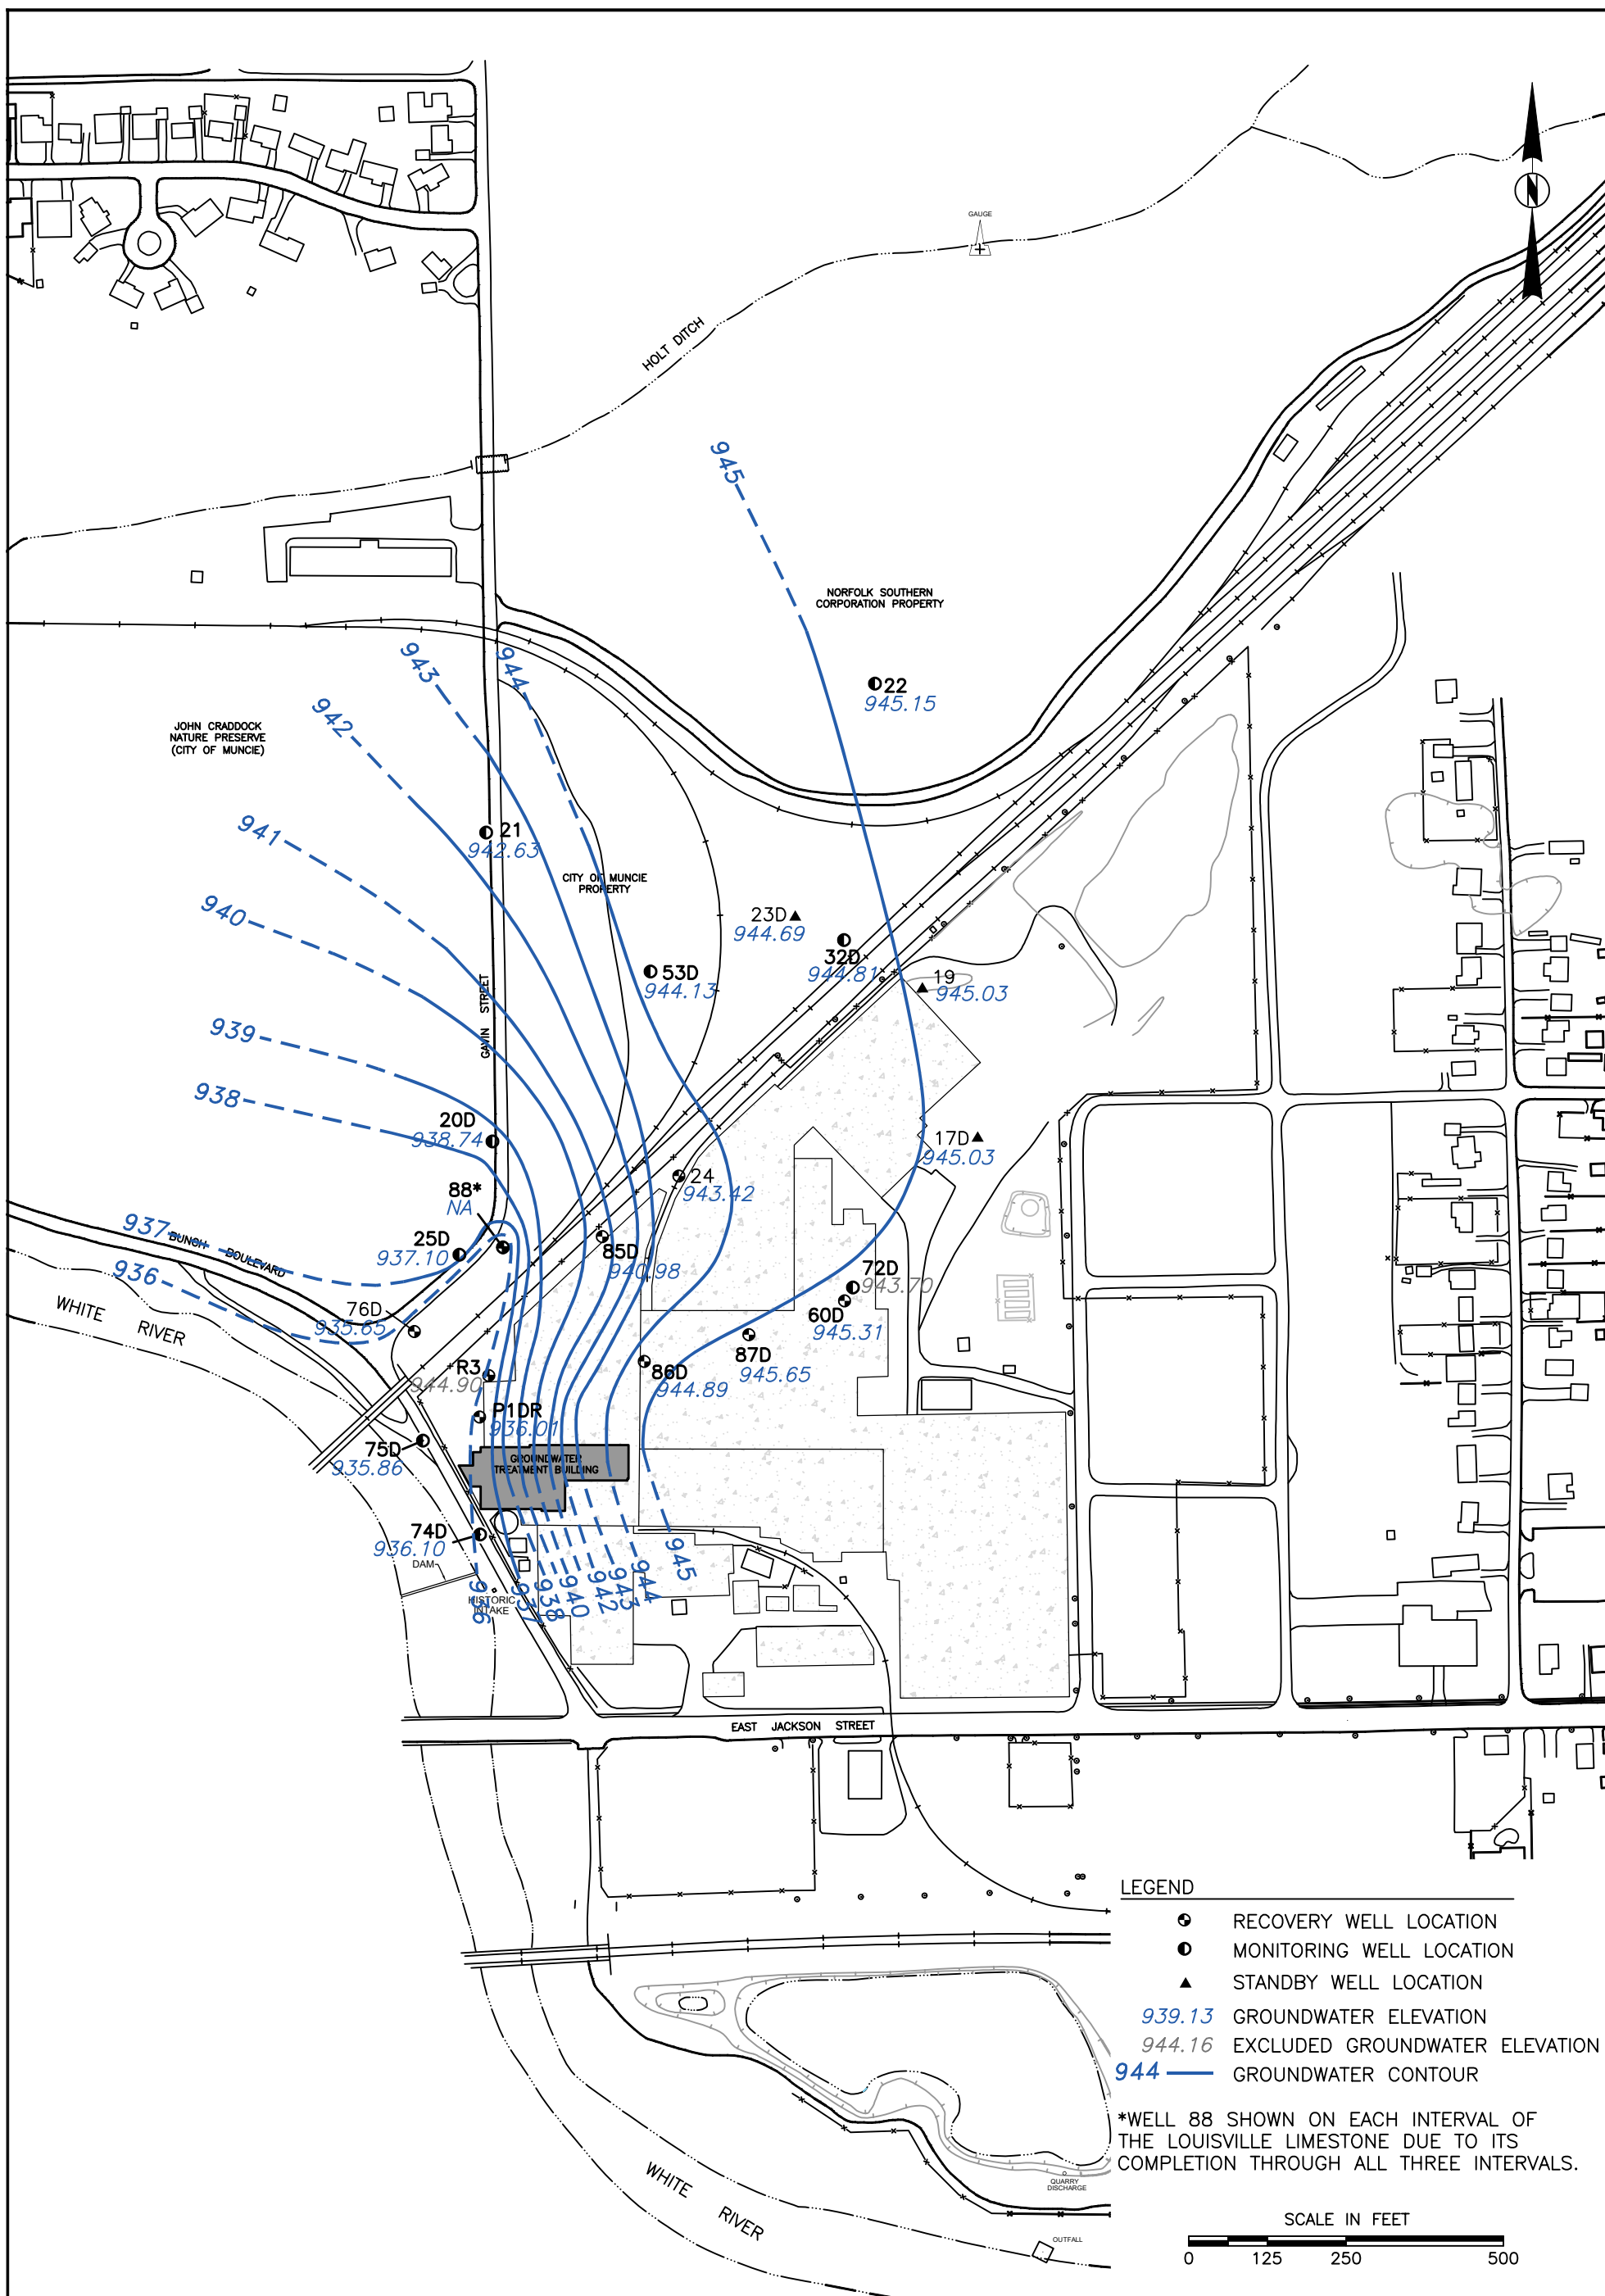 GAUGE
HOLT DITCH
945
NORFOLK SOUTHERN
CORPORATION PROPERTY
943
944
22
945.15
942
JOHN CRADDOCK
NATURE PRESERVE
(CITY OF MUNCIE)
941
21
942.63
CITY OF MUNCIE
PROPERTY
940
23D
944.69
32D
944.81
53D
944.13
19
945.03
GAVIN STREET
939
938
20D
938.74
17D
945.03
24
943.42
88*
NA
937
BUNCH BOULEVARD
25D
937.10
85D
940.98
936
72D
943.70
WHITE RIVER
76D
935.65
60D
945.31
87D
945.65
R3
944.90
86D
944.89
P1DR
936.01
75D
935.86
GROUNDWATER
TREATMENT BUILDING
74D
936.10
DAM
HISTORIC
INTAKE
936
937
938
940
942
943
944
945
EAST JACKSON STREET
LEGEND
RECOVERY WELL LOCATION
MONITORING WELL LOCATION
STANDBY WELL LOCATION
939.13 GROUNDWATER ELEVATION
944.16 EXCLUDED GROUNDWATER ELEVATION
944 GROUNDWATER CONTOUR
*WELL 88 SHOWN ON EACH INTERVAL OF
THE LOUISVILLE LIMESTONE DUE TO ITS
COMPLETION THROUGH ALL THREE INTERVALS.
QUARRY
DISCHARGE
WHITE RIVER
OUTFALL
SCALE IN FEET
0 125 250 500